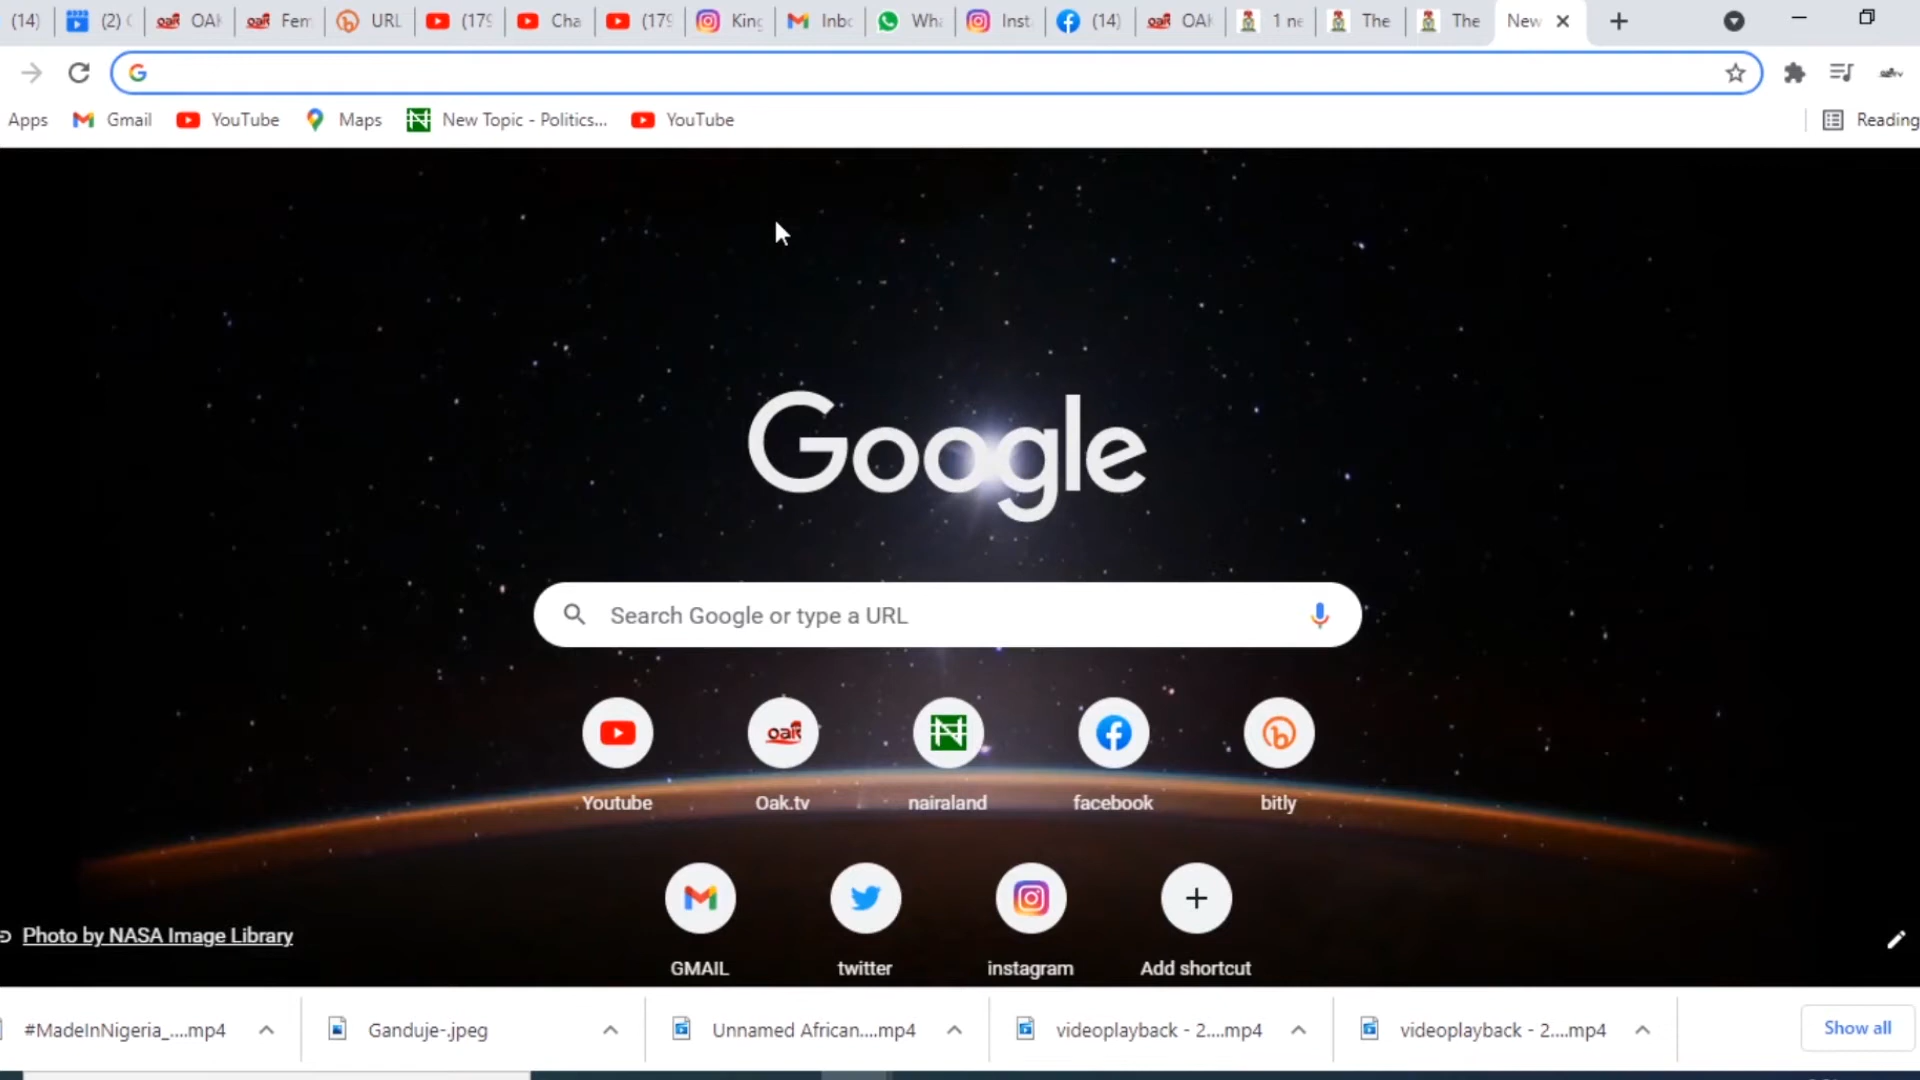 (14) (2) OAK Fem URL (179 Cha (179 King Inbo Wha Inst (14) OAK 1 ne The The New
Apps Gmail YouTube Maps New Topic - Politics... YouTube Reading
Google
Search Google or type a URL
Youtube oak Oak.tv nairaland facebook bitly
GMAIL twitter instagram Add shortcut
Photo by NASA Image Library
#MadeInNigeria_....mp4 Ganduje-.jpeg Unnamed African....mp4 videoplayback - 2....mp4 videoplayback - 2....mp4 Show all